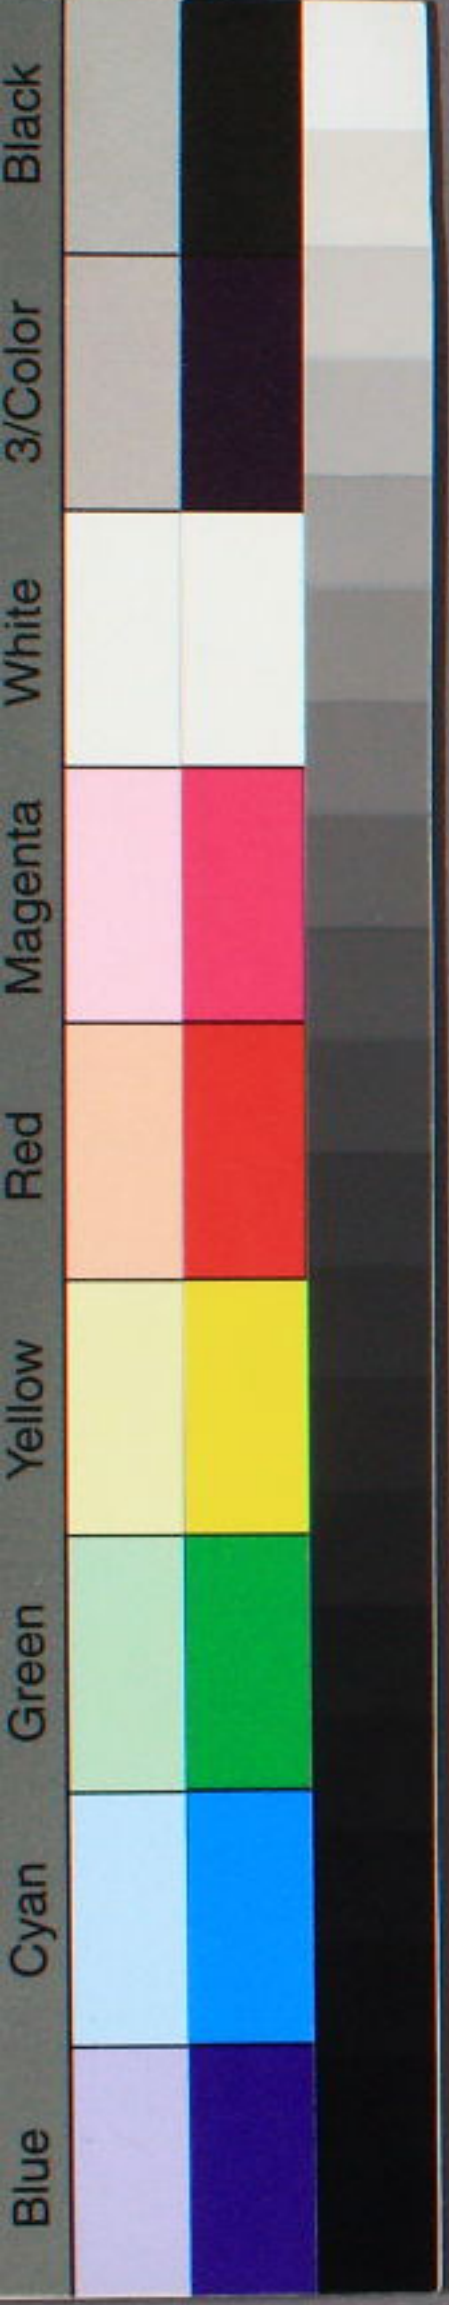 Black
3/Color
White
Magenta
Red
Yellow
Green
Cyan
Blue